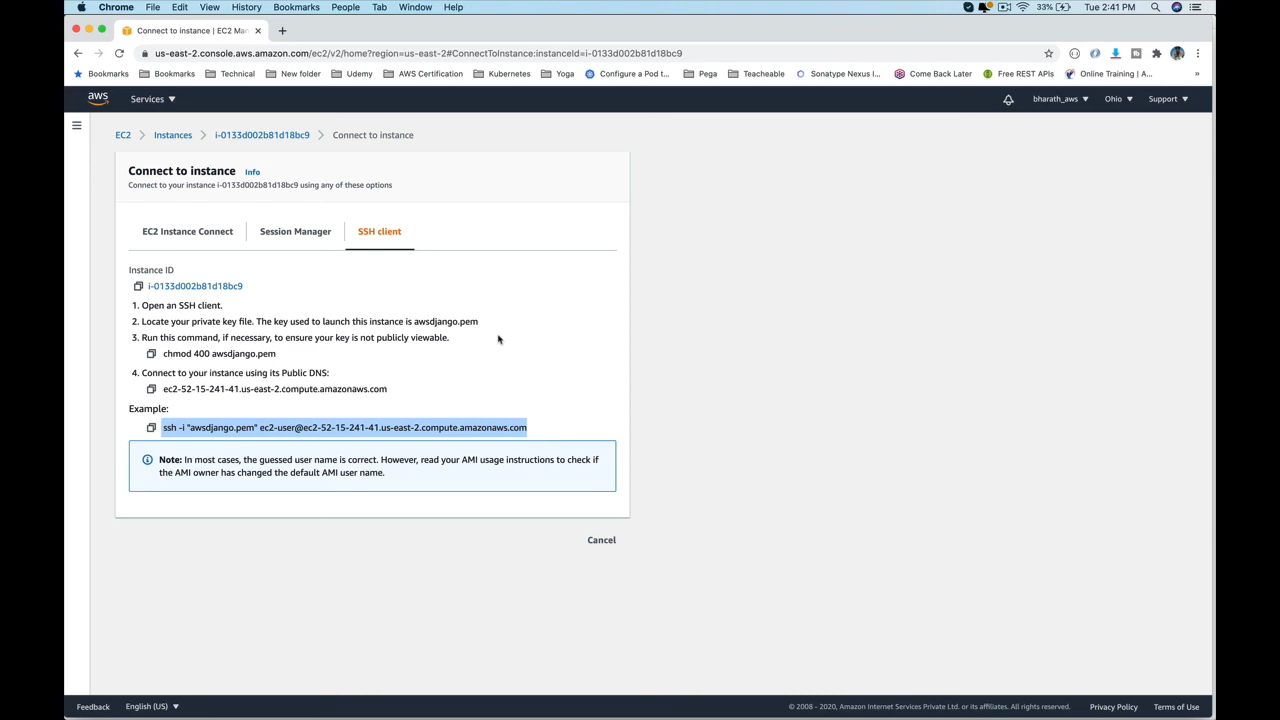 Chrome File Edit View History Bookmarks People Tab Window Help 33% Tue 2:41 PM
Connect to instance | EC2 Man
us-east-2.console.aws.amazon.com/ec2/v2/home?region=us-east-2#ConnectToInstance:instanceId=i-0133d002b81d18bc9
Bookmarks Bookmarks Technical New folder Udemy AWS Certification Kubernetes Yoga Configure a Pod t... Pega Teacheable Sonatype Nexus I... Come Back Later Free REST APIs Online Training | A... »
aws Services bharath_aws Ohio Support
EC2 > Instances > i-0133d002b81d18bc9 > Connect to instance
Connect to instance Info
Connect to your instance i-0133d002b81d18bc9 using any of these options
EC2 Instance Connect Session Manager SSH client
Instance ID
i-0133d002b81d18bc9
1. Open an SSH client.
2. Locate your private key file. The key used to launch this instance is awsdjango.pem
3. Run this command, if necessary, to ensure your key is not publicly viewable.
chmod 400 awsdjango.pem
4. Connect to your instance using its Public DNS:
ec2-52-15-241-41.us-east-2.compute.amazonaws.com
Example:
ssh -i "awsdjango.pem" ec2-user@ec2-52-15-241-41.us-east-2.compute.amazonaws.com
Note: In most cases, the guessed user name is correct. However, read your AMI usage instructions to check if
the AMI owner has changed the default AMI user name.
Cancel
Feedback English (US) © 2008 - 2020, Amazon Internet Services Private Ltd. or its affiliates. All rights reserved. Privacy Policy Terms of Use